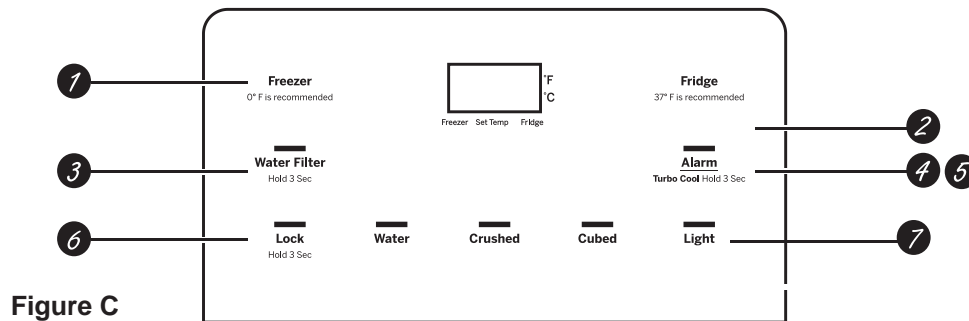 1
Freezer
0° F is recommended
°F
°C
Freezer Set Temp Fridge
Fridge
37° F is recommended
2
3
Water Filter
Hold 3 Sec
Alarm
Turbo Cool Hold 3 Sec
4 5
6
Lock
Hold 3 Sec
Water
Crushed
Cubed
Light
7
Figure C